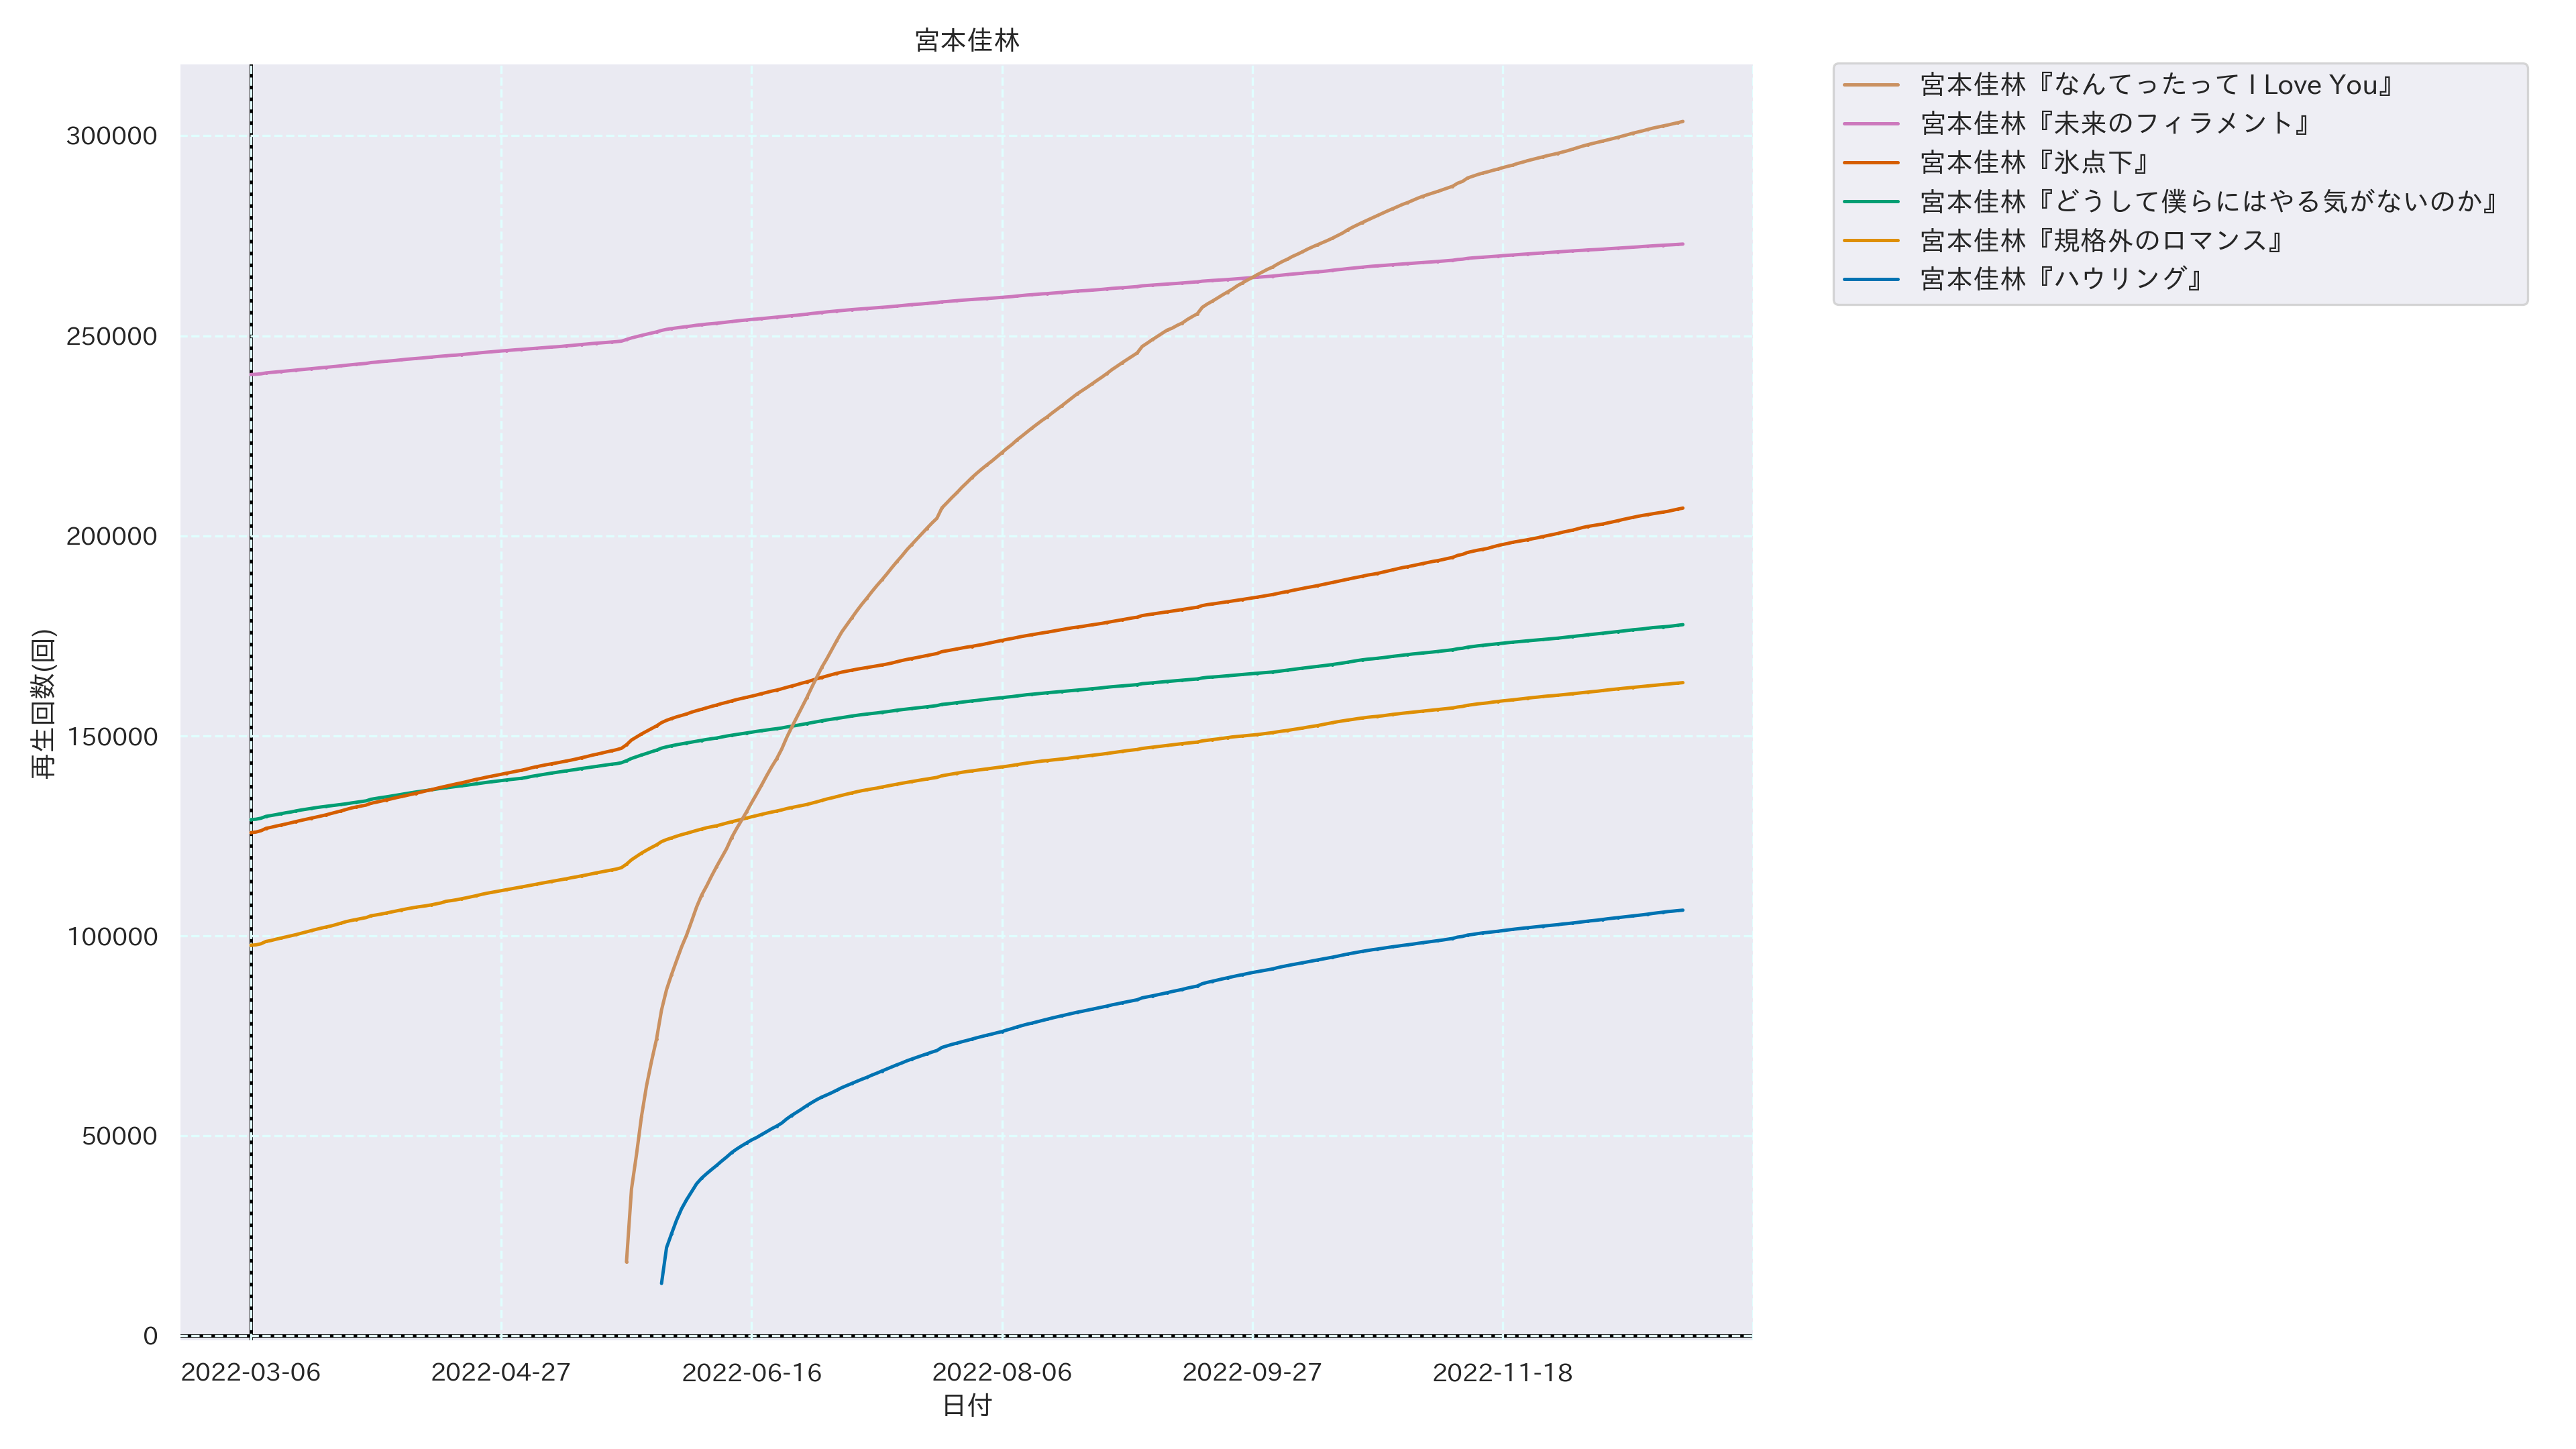 宮本佳林
宮本佳林『なんてったって I Love You』
宮本佳林『未来のフィラメント』
宮本佳林『氷点下』
宮本佳林『どうして僕らにはやる気がないのか』
宮本佳林『規格外のロマンス』
宮本佳林『ハウリング』
再生回数(回)
300000
250000
200000
150000
100000
50000
0
2022-03-06 2022-04-27 2022-06-16 2022-08-06 2022-09-27 2022-11-18
日付